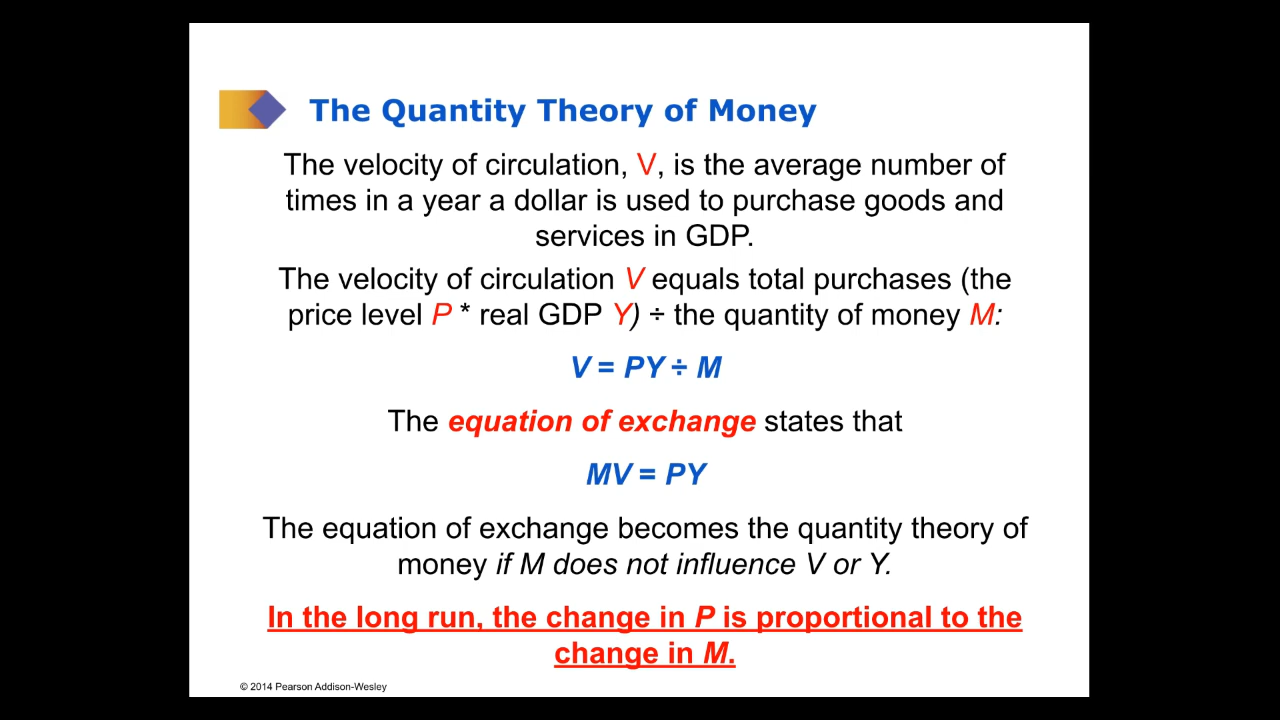 The Quantity Theory of Money
The velocity of circulation, V, is the average number of
times in a year a dollar is used to purchase goods and
services in GDP.
The velocity of circulation V equals total purchases (the
price level P * real GDP Y) ÷ the quantity of money M:
V = PY ÷ M
The equation of exchange states that
MV = PY
The equation of exchange becomes the quantity theory of
money if M does not influence V or Y.
In the long run, the change in P is proportional to the
change in M.
© 2014 Pearson Addison-Wesley